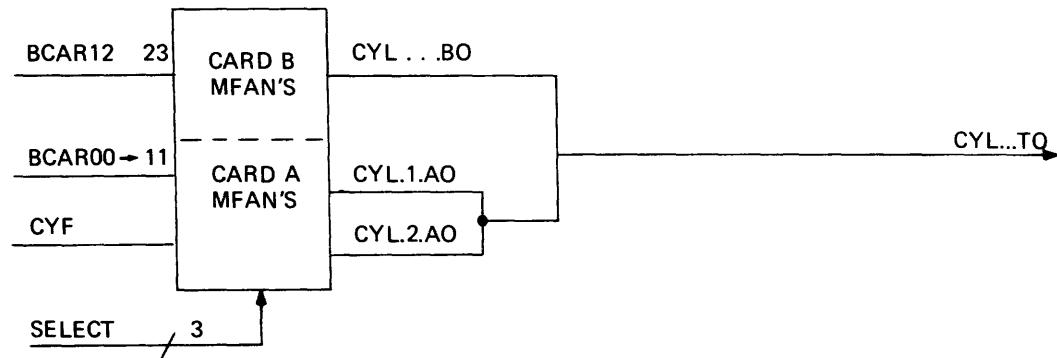 BCAR12 23
CARD B
MFAN'S
CYL . . .BO
BCAR00→11
CARD A
MFAN'S
CYL.1.AO
CYL...TO
CYF
CYL.2.AO
SELECT
3